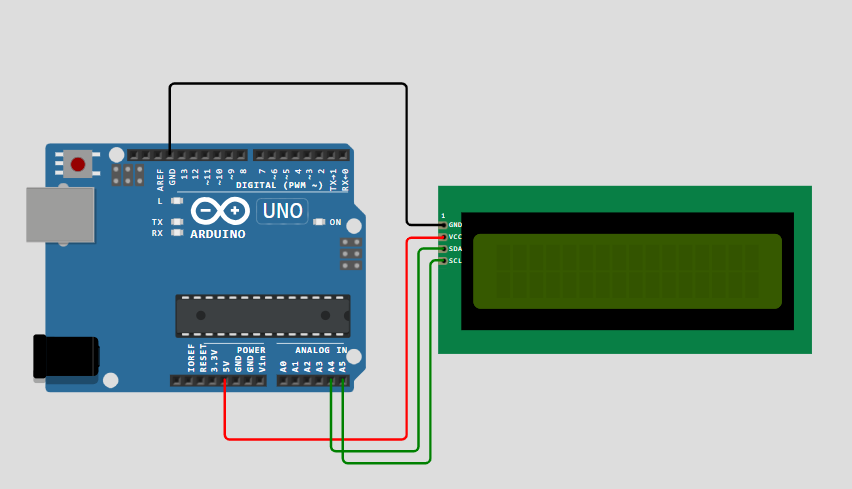 AREF
GND
13
12
~11
~10
~9
8
7
~6
~5
4
~3
2
TX→1
RX←0
DIGITAL (PWM ~)
L
TX
RX
UNO
ON
ARDUINO
1
GND
VCC
SDA
SCL
IOREF
RESET
3.3V
5V
GND
GND
Vin
POWER
ANALOG IN
A0
A1
A2
A3
A4
A5